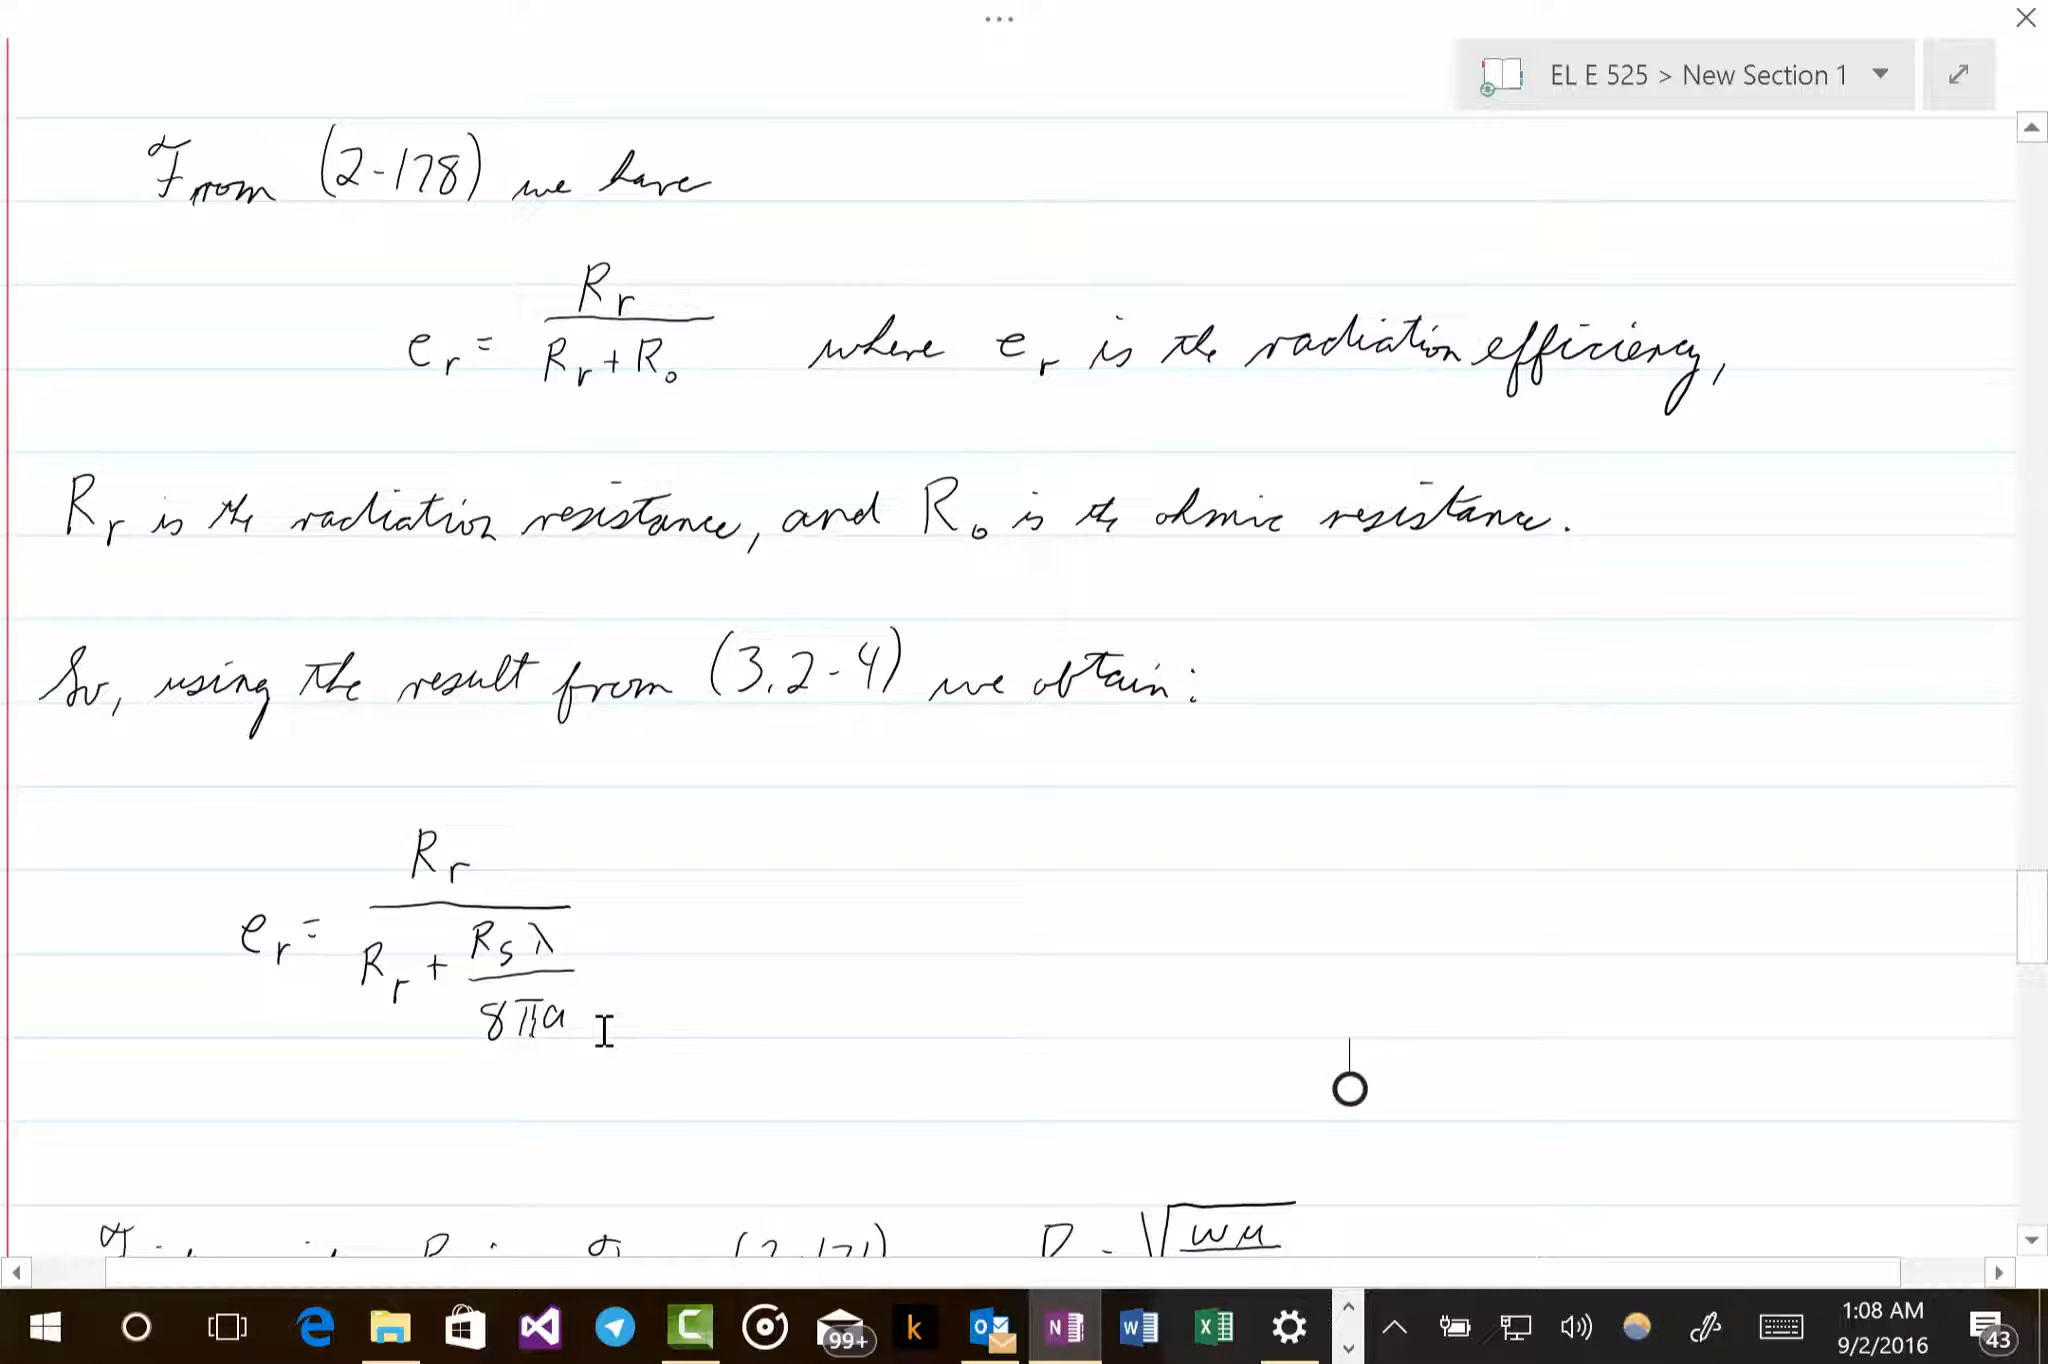 ...
EL E 525 > New Section 1
From (2-178) we have
e_r = R_r / (R_r + R_o) where e_r is the radiation efficiency,
R_r is the radiation resistance, and R_o is the ohmic resistance.
So, using the result from (3.2-4) we obtain:
e_r = R_r / (R_r + R_s λ / 8πa)
√ωμ
99+
k
1:08 AM
9/2/2016
43